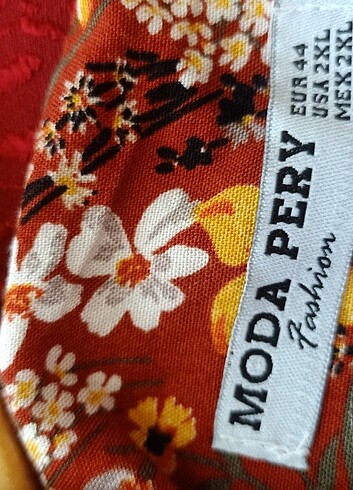 MODA PERY
Fashion
EUR 44
USA 2XL
MEX 2XL